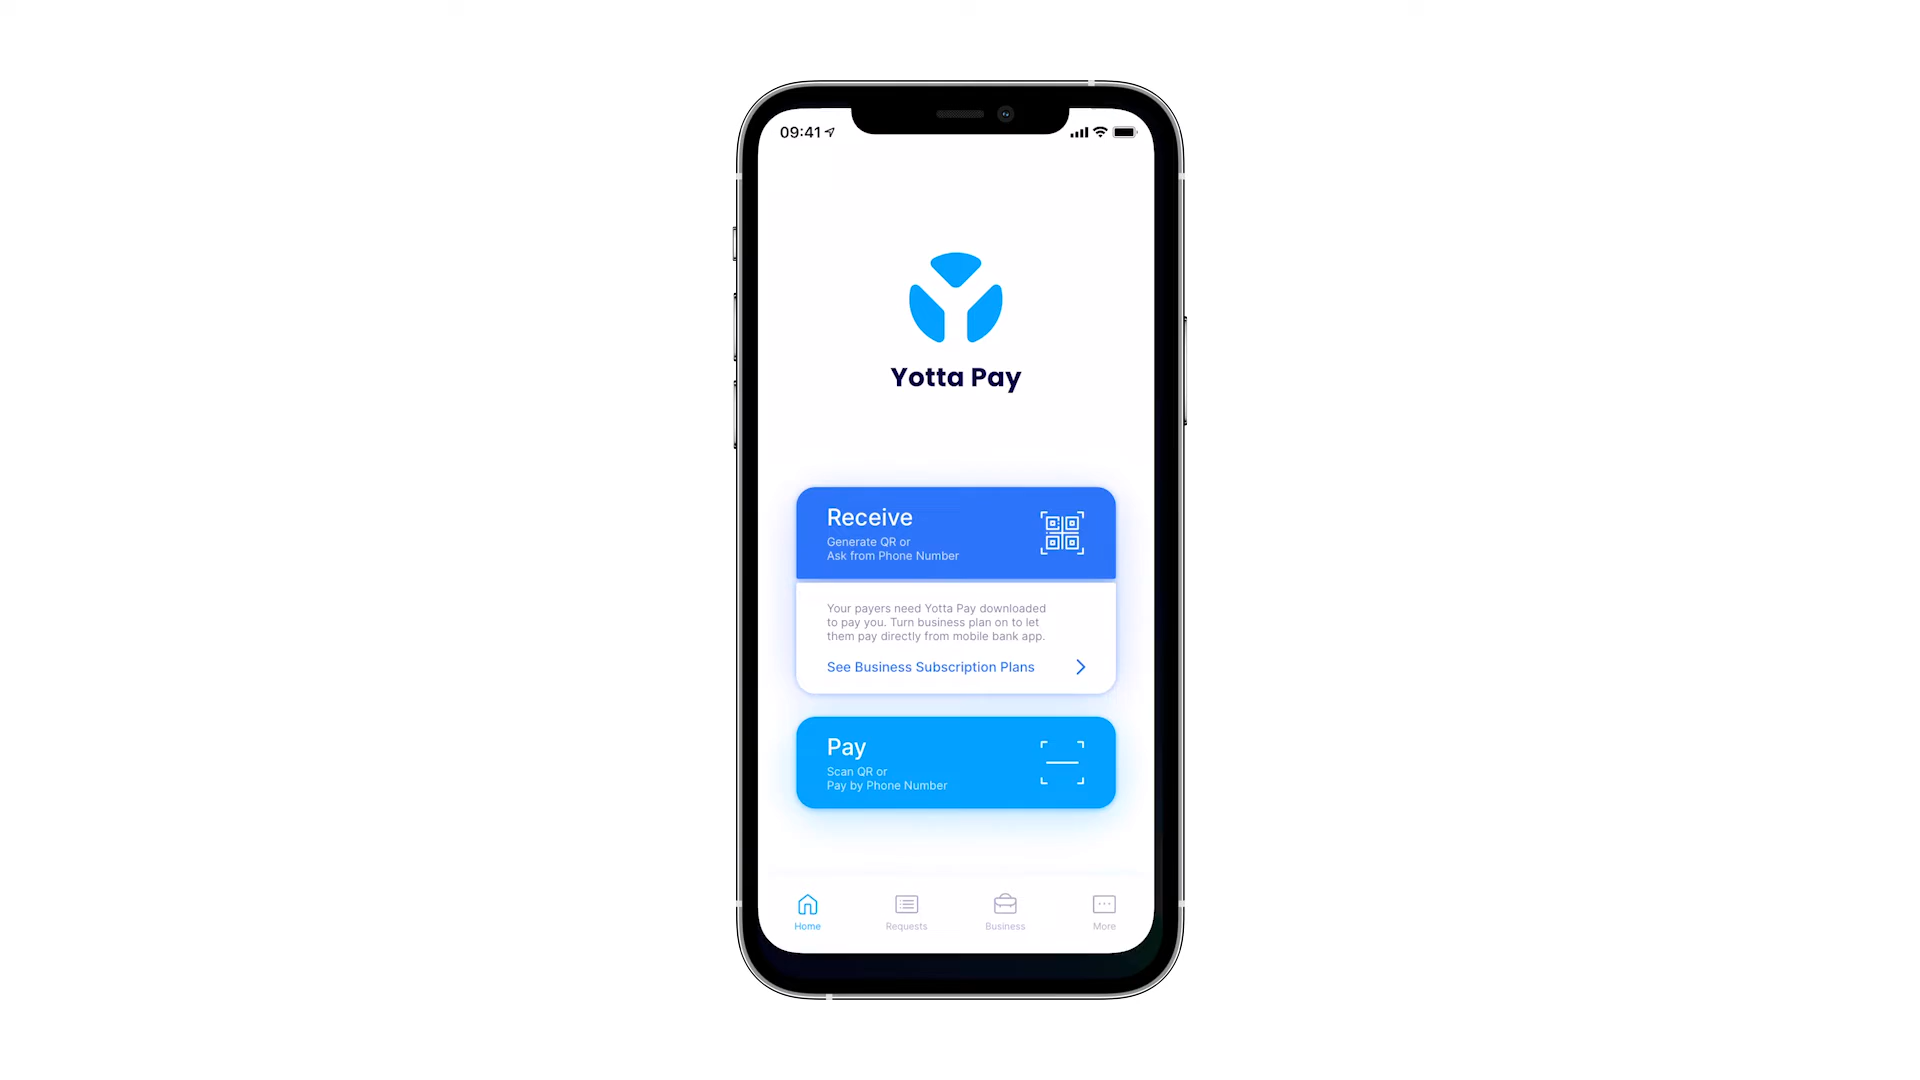 09:41
Yotta Pay
Receive
Generate QR or
Ask from Phone Number
Your payers need Yotta Pay downloaded
to pay you. Turn business plan on to let
them pay directly from mobile bank app.
See Business Subscription Plans
Pay
Scan QR or
Pay by Phone Number
Home
Requests
Business
More